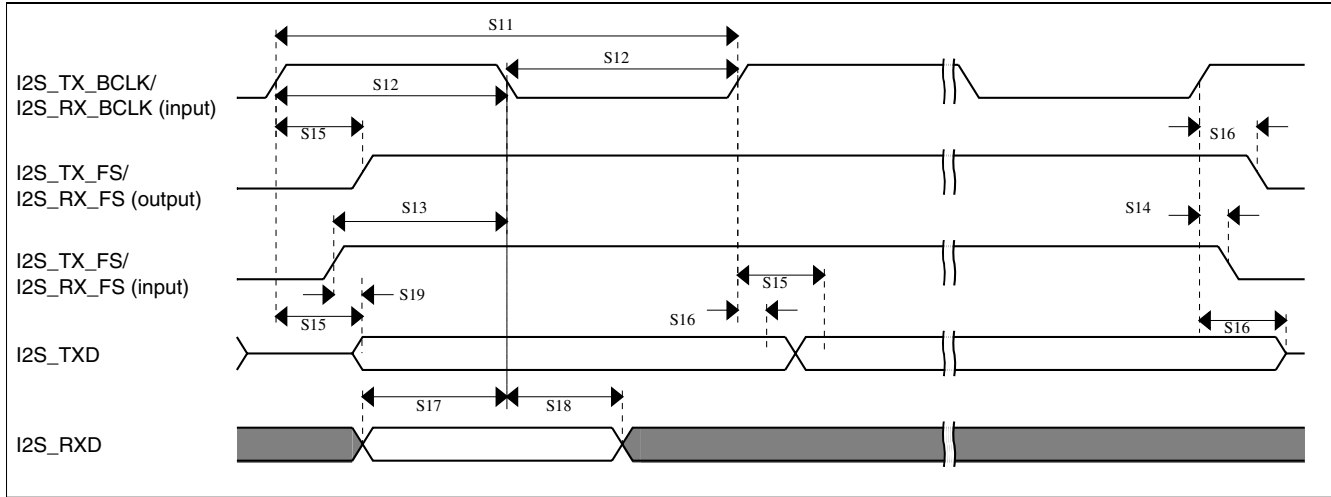 S11
I2S_TX_BCLK/
I2S_RX_BCLK (input)
S12
S12
S15
S16
I2S_TX_FS/
I2S_RX_FS (output)
S13
S14
I2S_TX_FS/
I2S_RX_FS (input)
S15
S19
S16
S15
S16
I2S_TXD
S17
S18
I2S_RXD